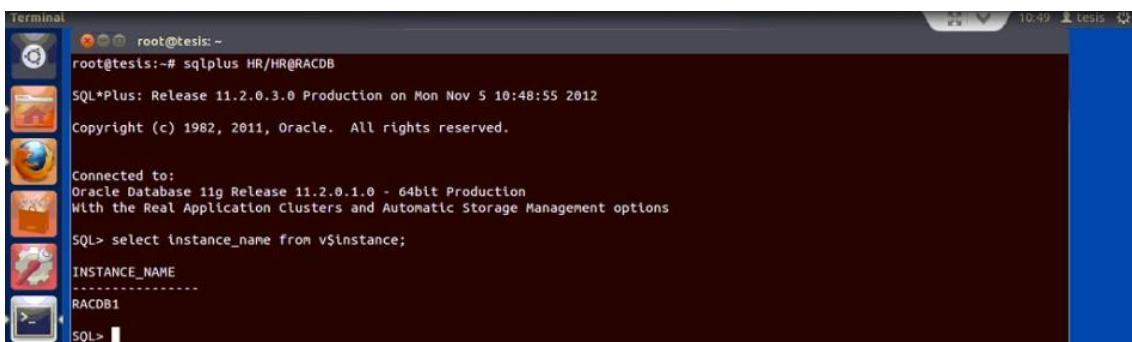 Terminal
10:49 tesis
root@tesis: ~
root@tesis:~# sqlplus HR/HR@RACDB
SQL*Plus: Release 11.2.0.3.0 Production on Mon Nov 5 10:48:55 2012
Copyright (c) 1982, 2011, Oracle.  All rights reserved.
Connected to:
Oracle Database 11g Release 11.2.0.1.0 - 64bit Production
With the Real Application Clusters and Automatic Storage Management options
SQL> select instance_name from v$instance;
INSTANCE_NAME
----------------
RACDB1
SQL>